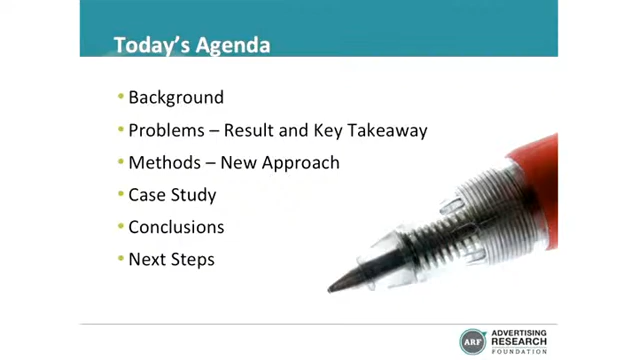 Today's Agenda
• Background
• Problems – Result and Key Takeaway
• Methods – New Approach
• Case Study
• Conclusions
• Next Steps
ARF
ADVERTISING
RESEARCH
FOUNDATION